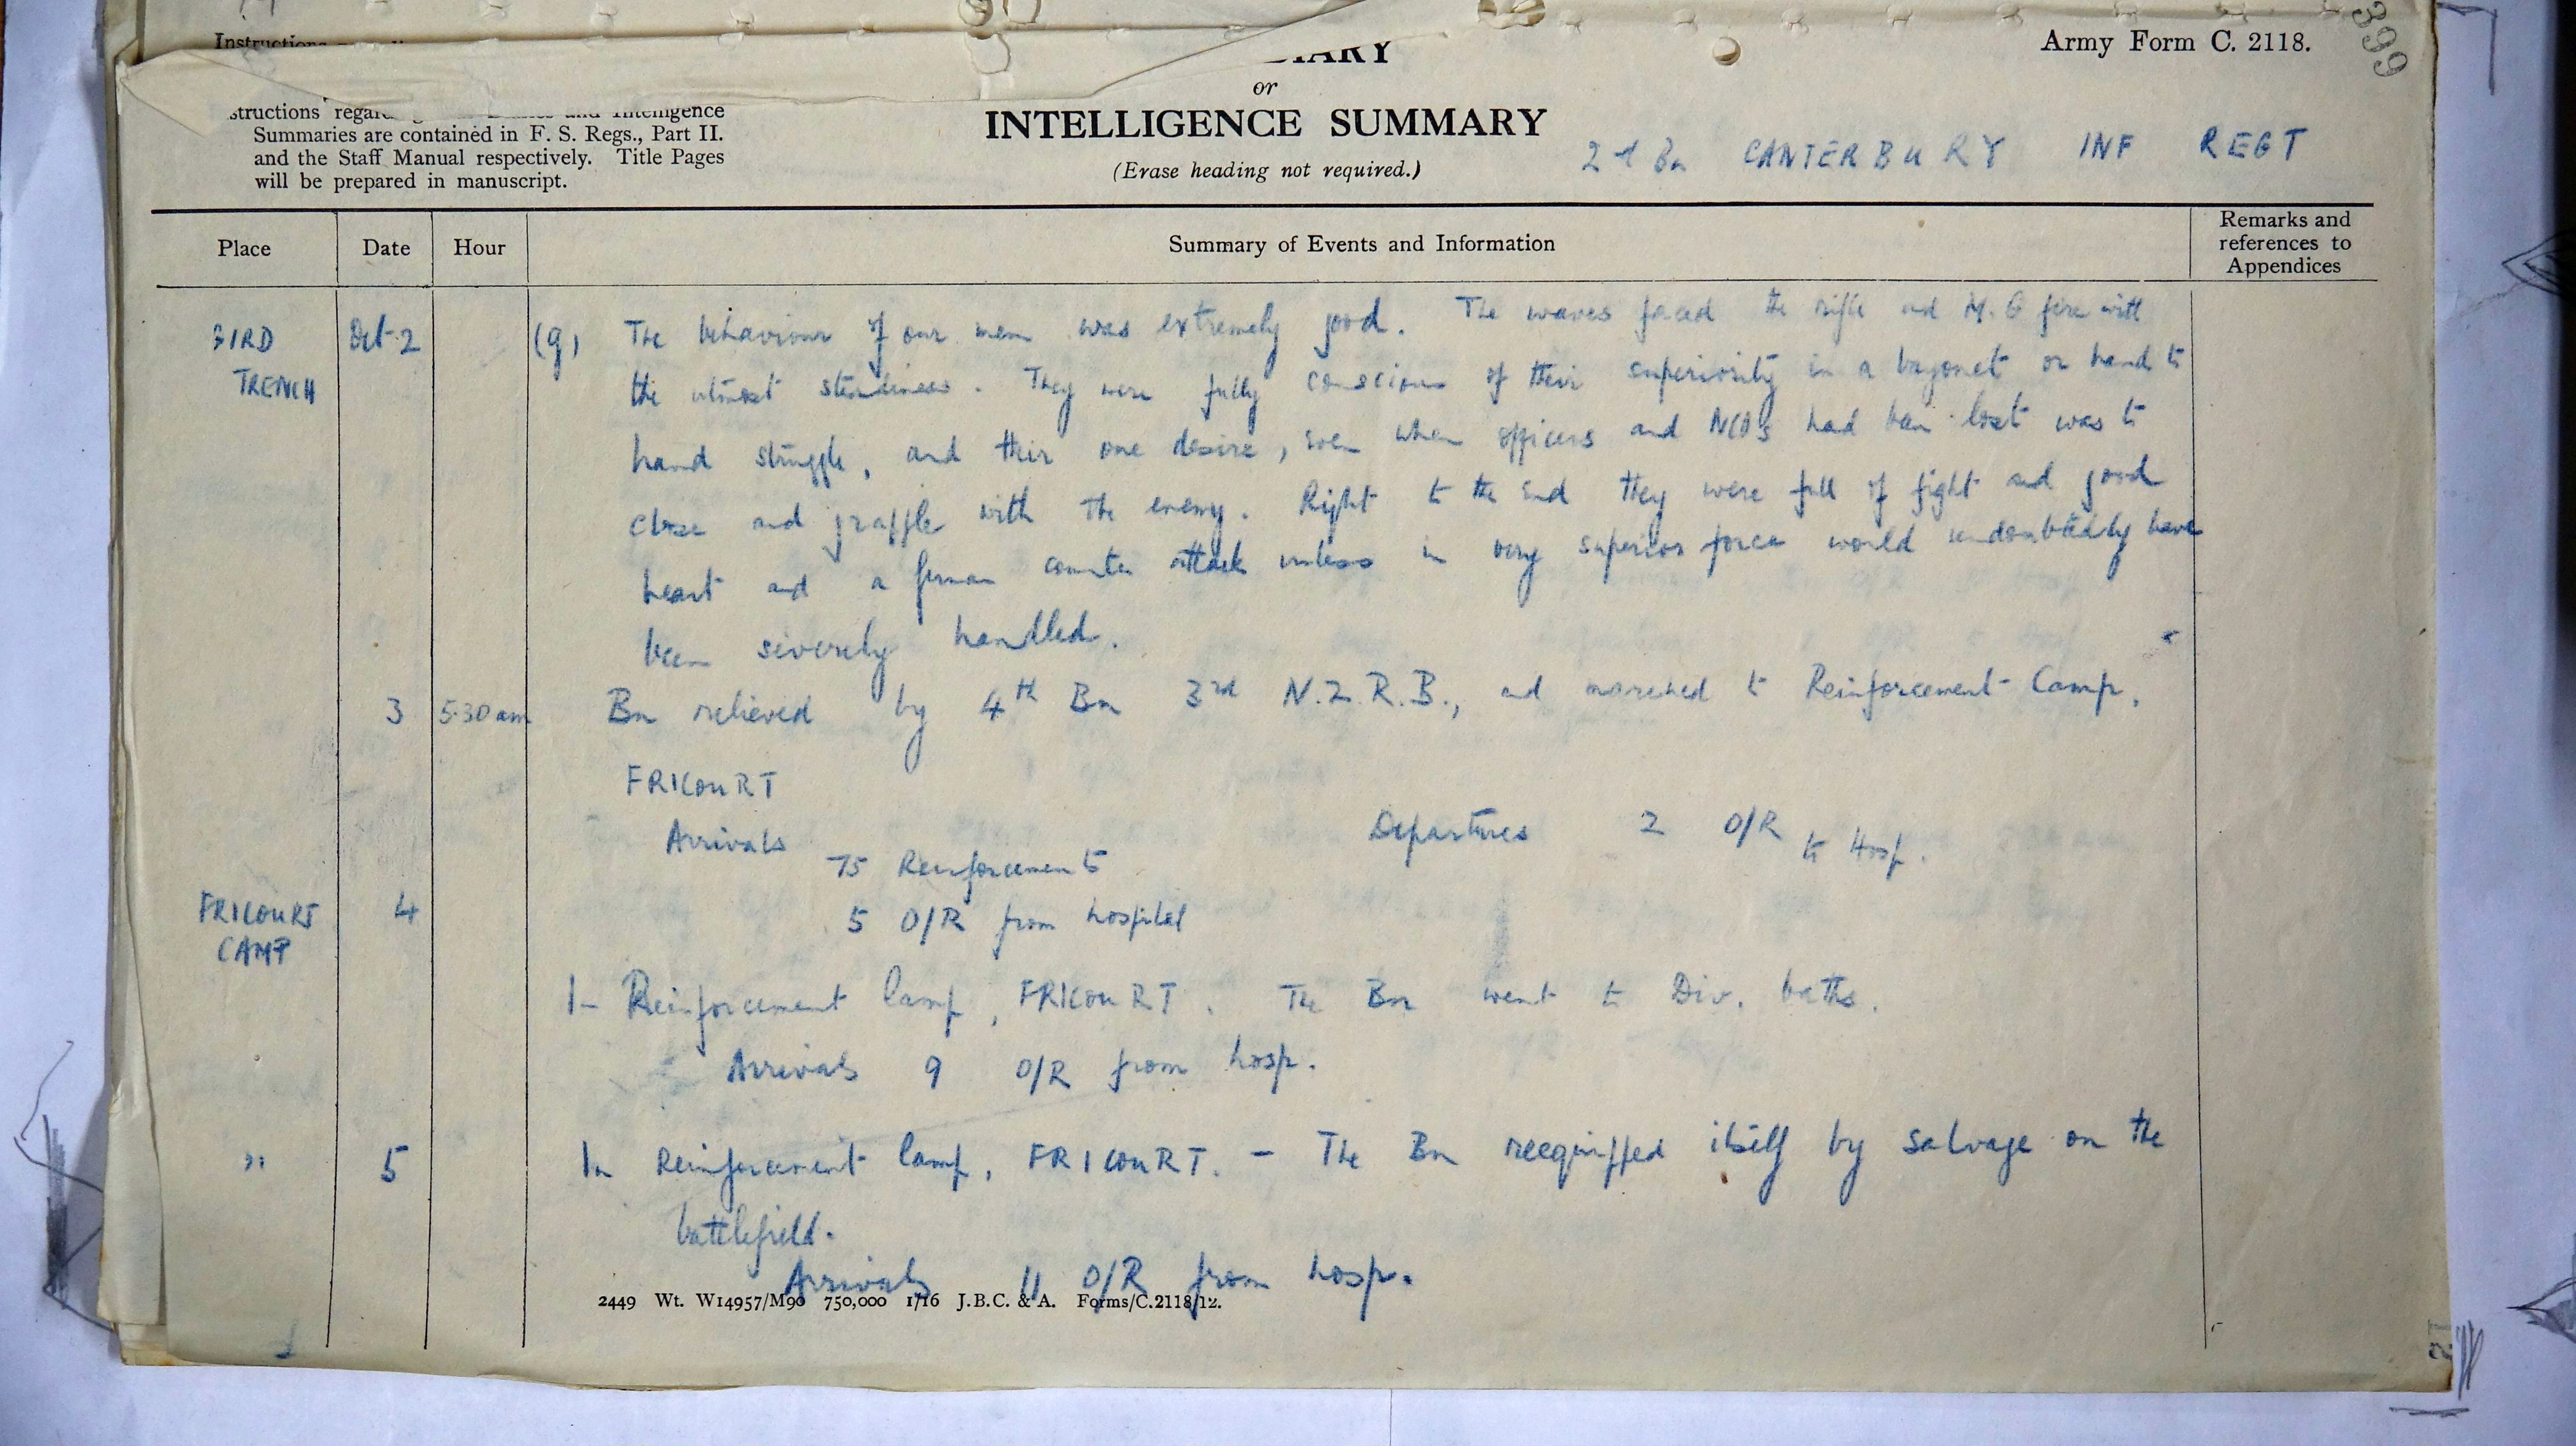 Army Form C. 2118.
399
or
INTELLIGENCE SUMMARY
(Erase heading not required.)
Intelligence
Summaries are contained in F. S. Regs., Part II.
and the Staff Manual respectively. Title Pages
will be prepared in manuscript.
2nd Bn CANTERBURY INF REGT
Place Date Hour Summary of Events and Information Remarks and references to Appendices
BIRD TRENCH Oct 2 (g) The behaviour of our men was extremely good. The waves faced the rifle and M.G fire with
the utmost steadiness. They were fully conscious of their superiority in a bayonet or hand to
hand struggle, and their one desire, even when officers and NCOs had been lost was to
close and grapple with the enemy. Right to the end they were full of fight and good
heart and a german counter attack unless in very superior force would undoubtedly have
been severely handled.
3 5.30 am Bn relieved by 4th Bn 3rd N.Z.R.B., and marched to Reinforcement Camp.
FRICOURT
Arrivals 75 Reinforcements Departures 2 O/R to Hosp.
5 O/R from hospital
FRICOURT CAMP 4
In Reinforcement Camp, FRICOURT. The Bn went to Div. baths.
Arrivals 9 O/R from hosp.
" 5 In Reinforcement Camp, FRICOURT. - The Bn reequipped itself by salvage on the
battlefield.
Arrivals 11 O/R from hosp.
2449 Wt. W14957/M90 750,000 1/16 J.B.C. & A. Forms/C.2118/12.